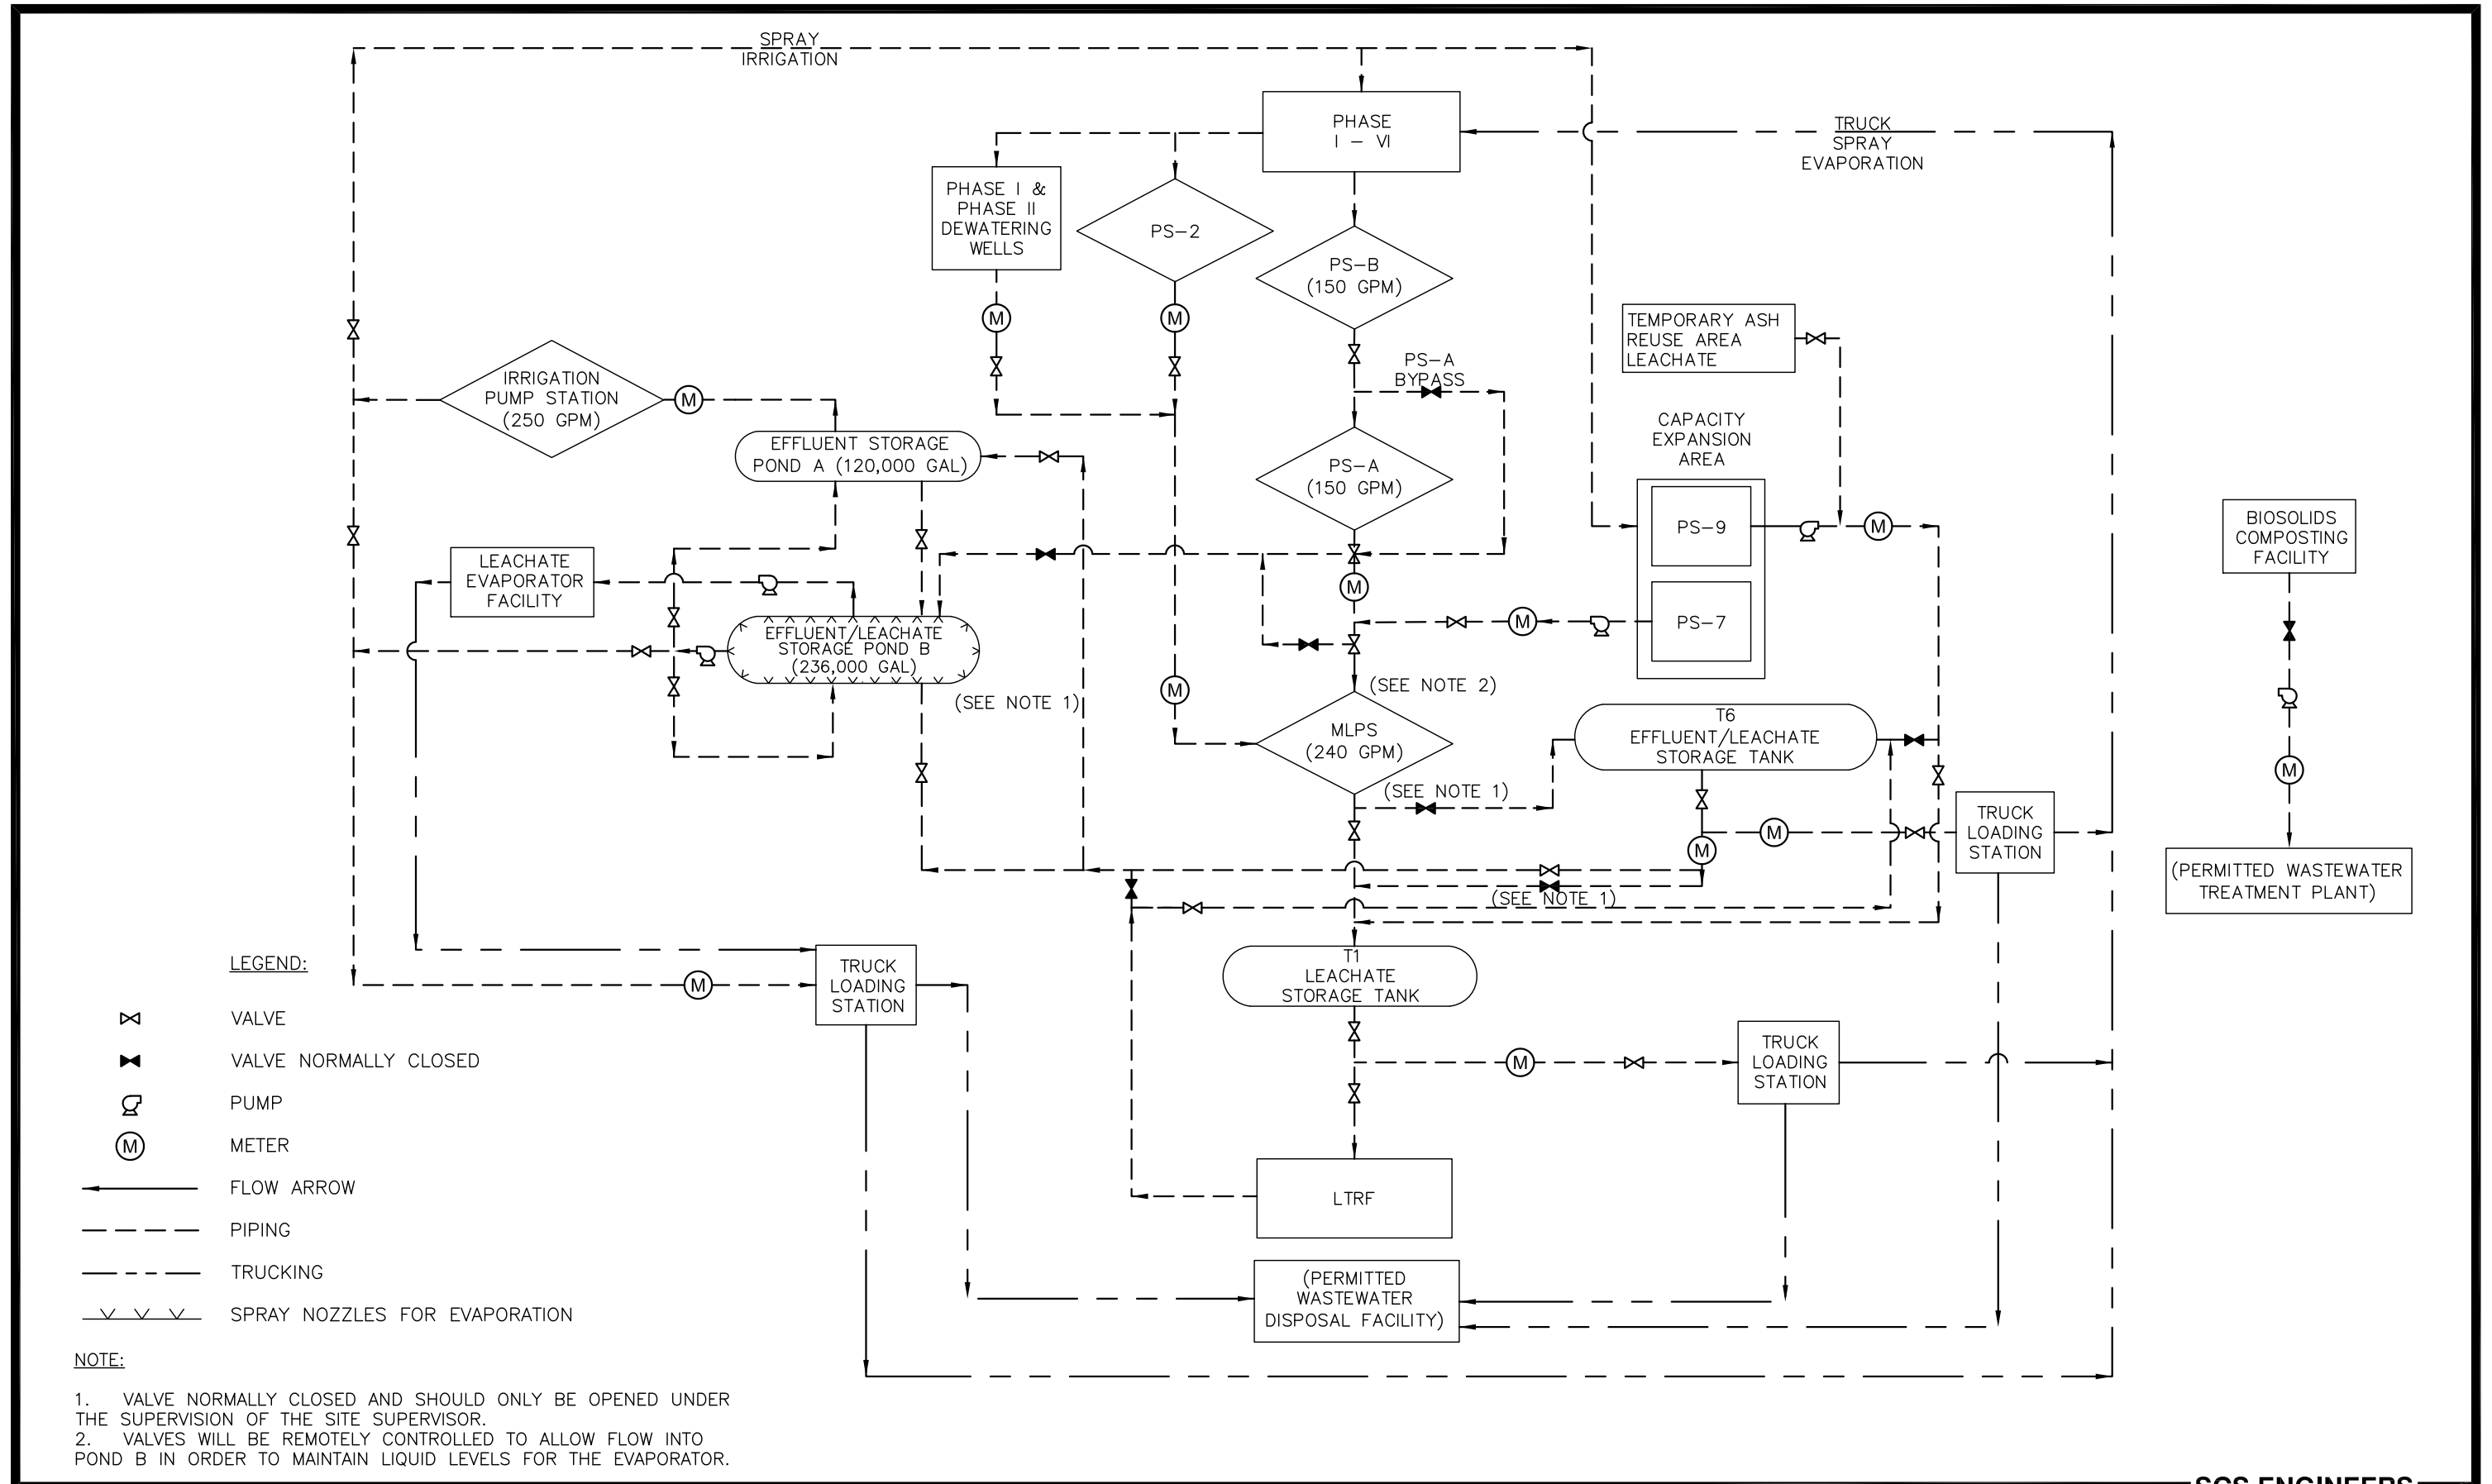 SPRAY
IRRIGATION
PHASE
I – VI
TRUCK
SPRAY
EVAPORATION
PHASE I &
PHASE II
DEWATERING
WELLS
PS–2
PS–B
(150 GPM)
M
M
TEMPORARY ASH
REUSE AREA
LEACHATE
PS–A
BYPASS
IRRIGATION
PUMP STATION
(250 GPM)
M
EFFLUENT STORAGE
POND A (120,000 GAL)
PS–A
(150 GPM)
CAPACITY
EXPANSION
AREA
PS–9
M
BIOSOLIDS
COMPOSTING
FACILITY
LEACHATE
EVAPORATOR
FACILITY
M
PS–7
M
EFFLUENT/LEACHATE
STORAGE POND B
(236,000 GAL)
(SEE NOTE 1)
M
(SEE NOTE 2)
MLPS
(240 GPM)
T6
EFFLUENT/LEACHATE
STORAGE TANK
M
(SEE NOTE 1)
M
M
TRUCK
LOADING
STATION
(PERMITTED WASTEWATER
TREATMENT PLANT)
(SEE NOTE 1)
T1
LEACHATE
STORAGE TANK
TRUCK
LOADING
STATION
M
M
TRUCK
LOADING
STATION
LTRF
(PERMITTED
WASTEWATER
DISPOSAL FACILITY)
LEGEND:
VALVE
VALVE NORMALLY CLOSED
PUMP
M METER
FLOW ARROW
PIPING
TRUCKING
SPRAY NOZZLES FOR EVAPORATION
NOTE:
1. VALVE NORMALLY CLOSED AND SHOULD ONLY BE OPENED UNDER
THE SUPERVISION OF THE SITE SUPERVISOR.
2. VALVES WILL BE REMOTELY CONTROLLED TO ALLOW FLOW INTO
POND B IN ORDER TO MAINTAIN LIQUID LEVELS FOR THE EVAPORATOR.
SCS ENGINEERS